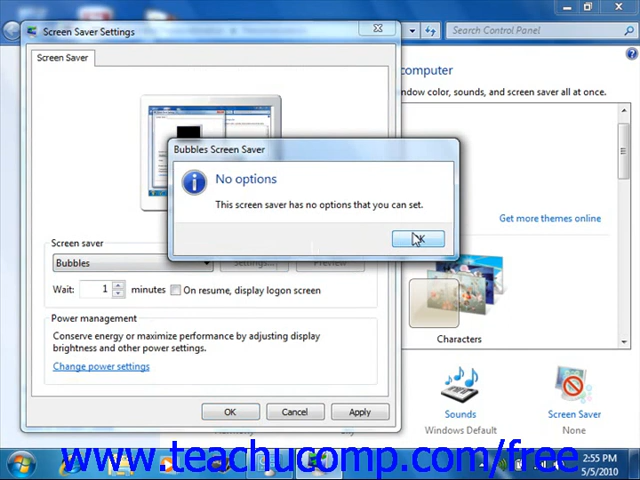 Screen Saver Settings
Search Control Panel
Screen Saver
computer
ndow color, sounds, and screen saver all at once.
Bubbles Screen Saver
No options
This screen saver has no options that you can set.
Get more themes online
Screen saver
Bubbles
Settings...
Preview
Wait: 1 minutes On resume, display logon screen
Power management
Conserve energy or maximize performance by adjusting display
brightness and other power settings.
Change power settings
Characters
OK Cancel Apply
Sounds
Windows Default
Screen Saver
None
www.teachucomp.com/free
2:55 PM
5/5/2010